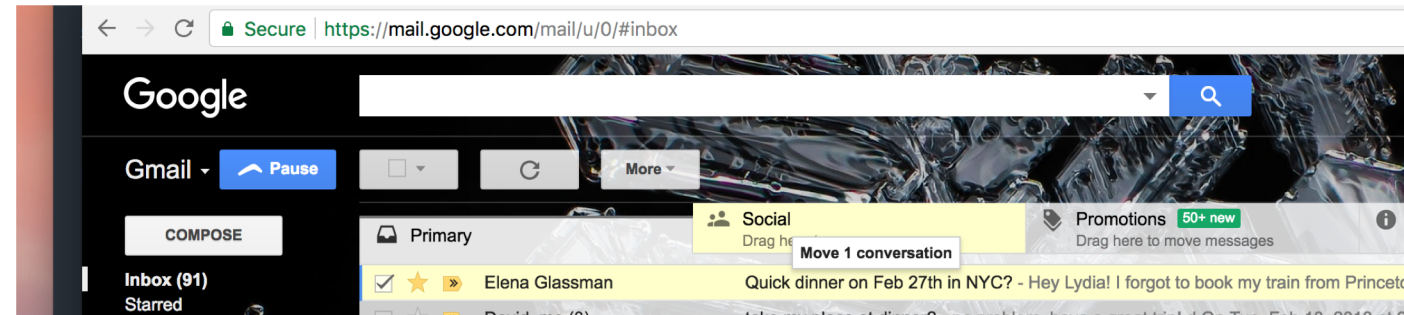 Secure https://mail.google.com/mail/u/0/#inbox
Google
Gmail Pause More
COMPOSE
Primary
Social
Drag he
Move 1 conversation
Promotions 50+ new
Drag here to move messages
Inbox (91)
Elena Glassman Quick dinner on Feb 27th in NYC? - Hey Lydia! I forgot to book my train from Princet
Starred